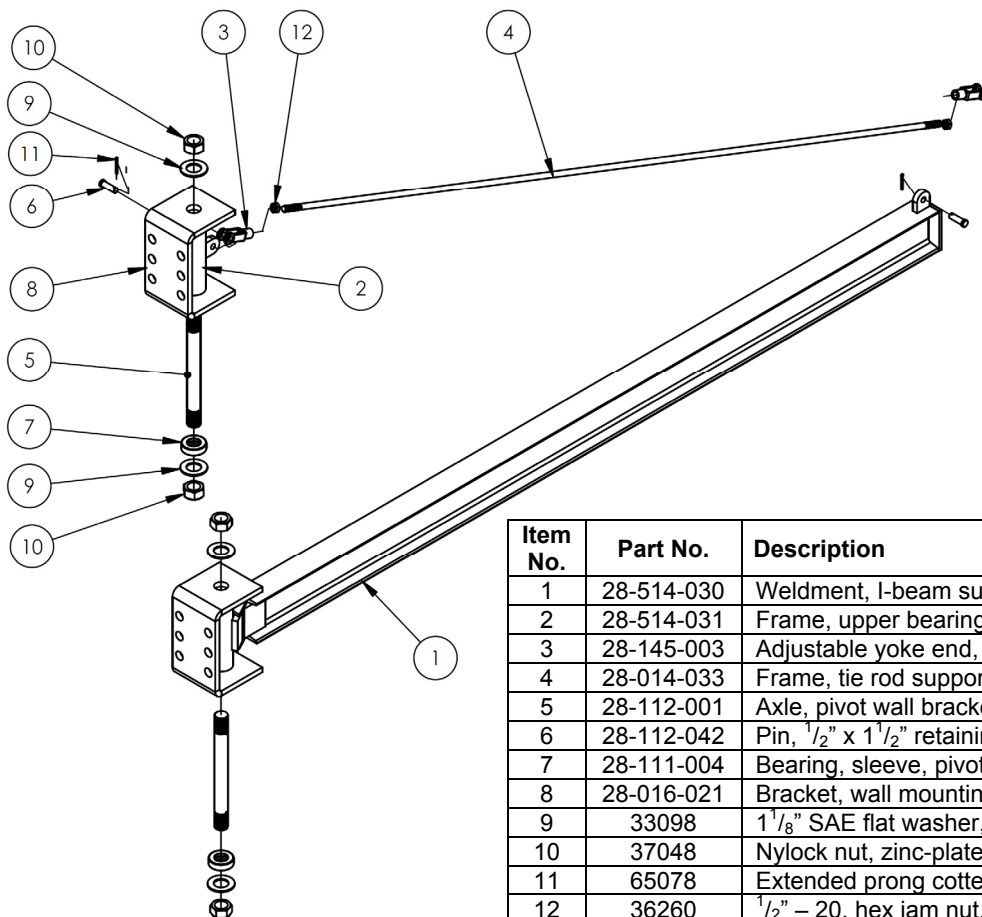 3
12
4
10
9
11
6
8
2
5
7
9
10
1
Item No. Part No. Description
1 28-514-030 Weldment, I-beam su
2 28-514-031 Frame, upper bearing
3 28-145-003 Adjustable yoke end,
4 28-014-033 Frame, tie rod suppor
5 28-112-001 Axle, pivot wall bracke
6 28-112-042 Pin, 1/2” x 1 1/2” retainin
7 28-111-004 Bearing, sleeve, pivot
8 28-016-021 Bracket, wall mountin
9 33098 1 1/8” SAE flat washer,
10 37048 Nylock nut, zinc-plate
11 65078 Extended prong cotte
12 36260 1/2” – 20, hex jam nut,